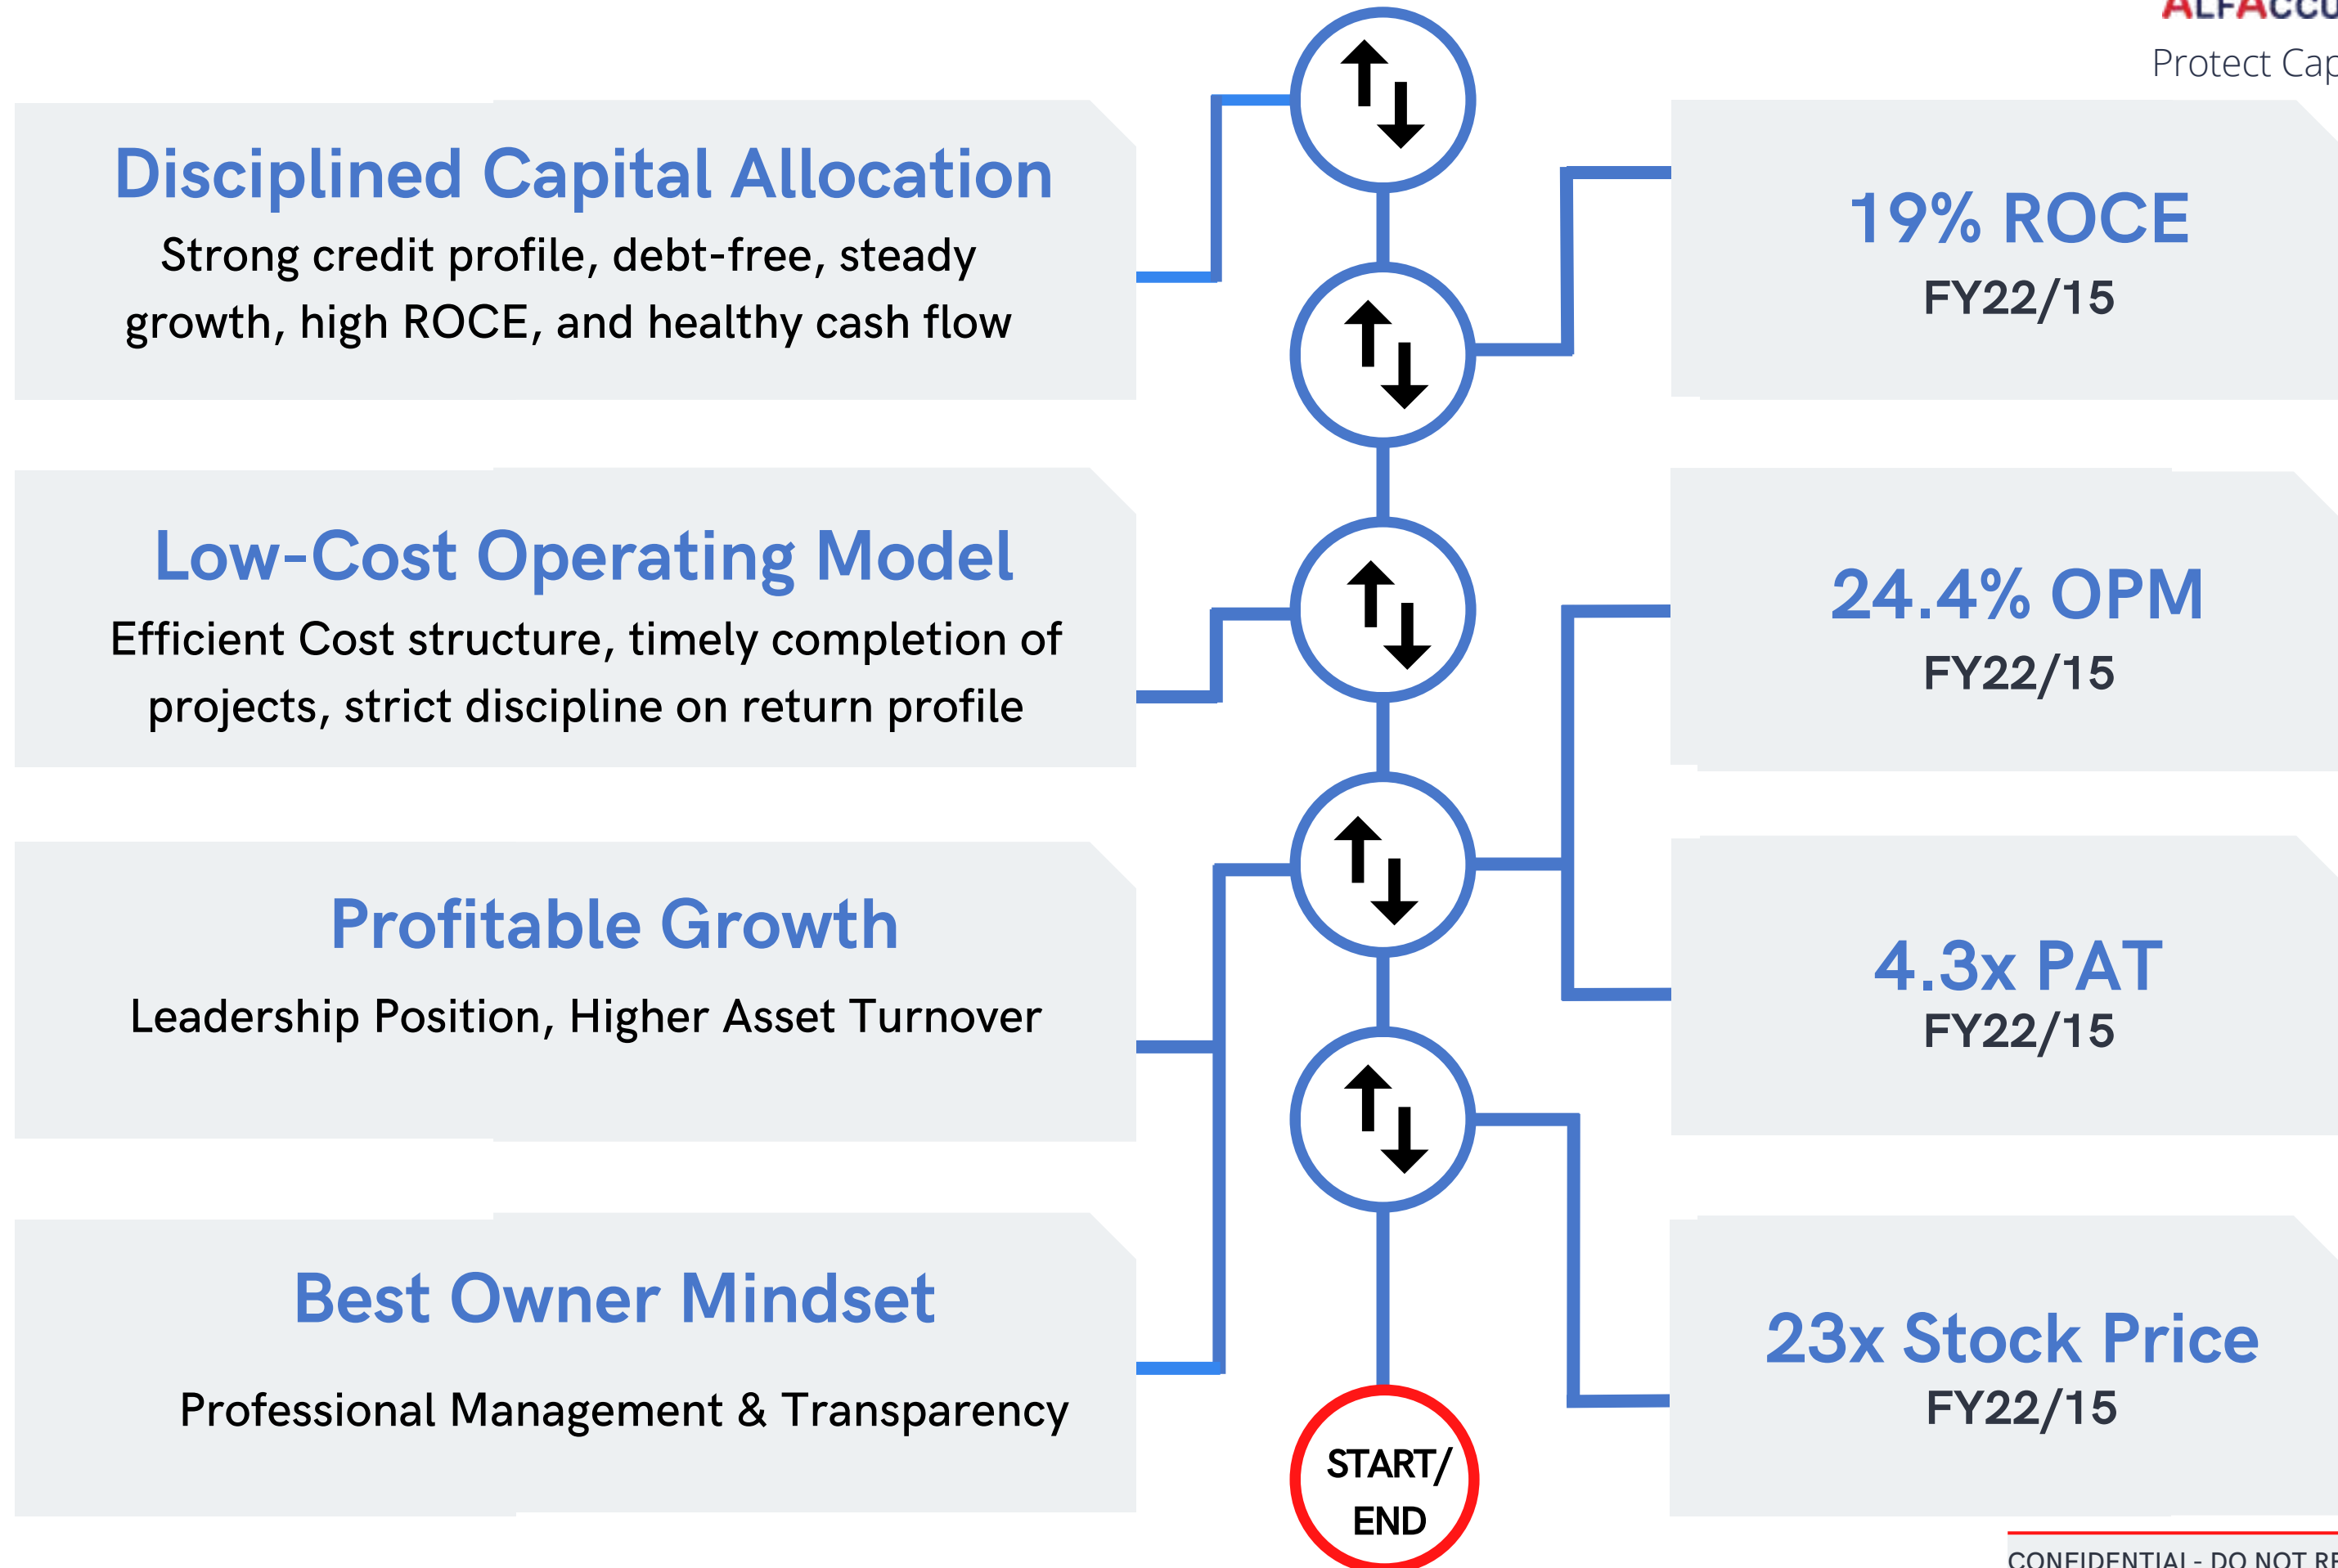 Protect
Disciplined Capital Allocation
Strong credit profile, debt-free, steady
growth, high ROCE, and healthy cash flow
19% ROCE
FY22/15
Low-Cost Operating Model
Efficient Cost structure, timely completion of
projects, strict discipline on return profile
24.4% OPM
FY22/15
Profitable Growth
Leadership Position, Higher Asset Turnover
4.3x PAT
FY22/15
Best Owner Mindset
Professional Management & Transparency
23x Stock Price
FY22/15
START/
END
CONFIDENTIAL - DO NOT